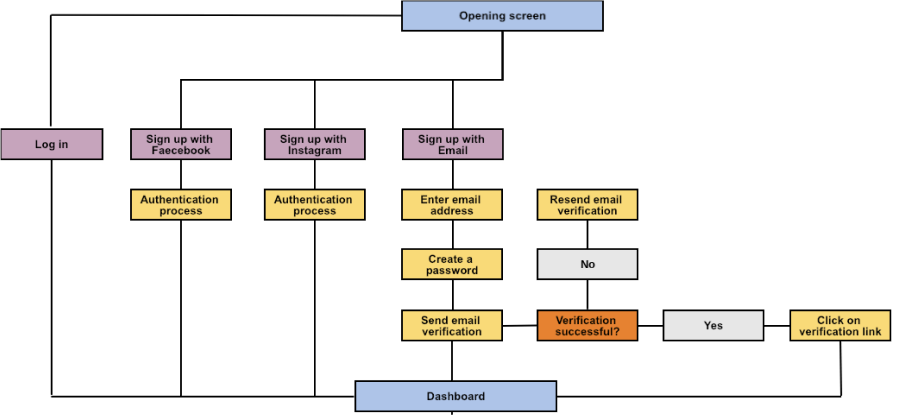 Opening screen
Log in
Sign up with
Faecebook
Sign up with
Instagram
Sign up with
Email
Authentication
process
Authentication
process
Enter email
address
Resend email
verification
Create a
password
No
Send email
verification
Verification
successful?
Yes
Click on
verification link
Dashboard